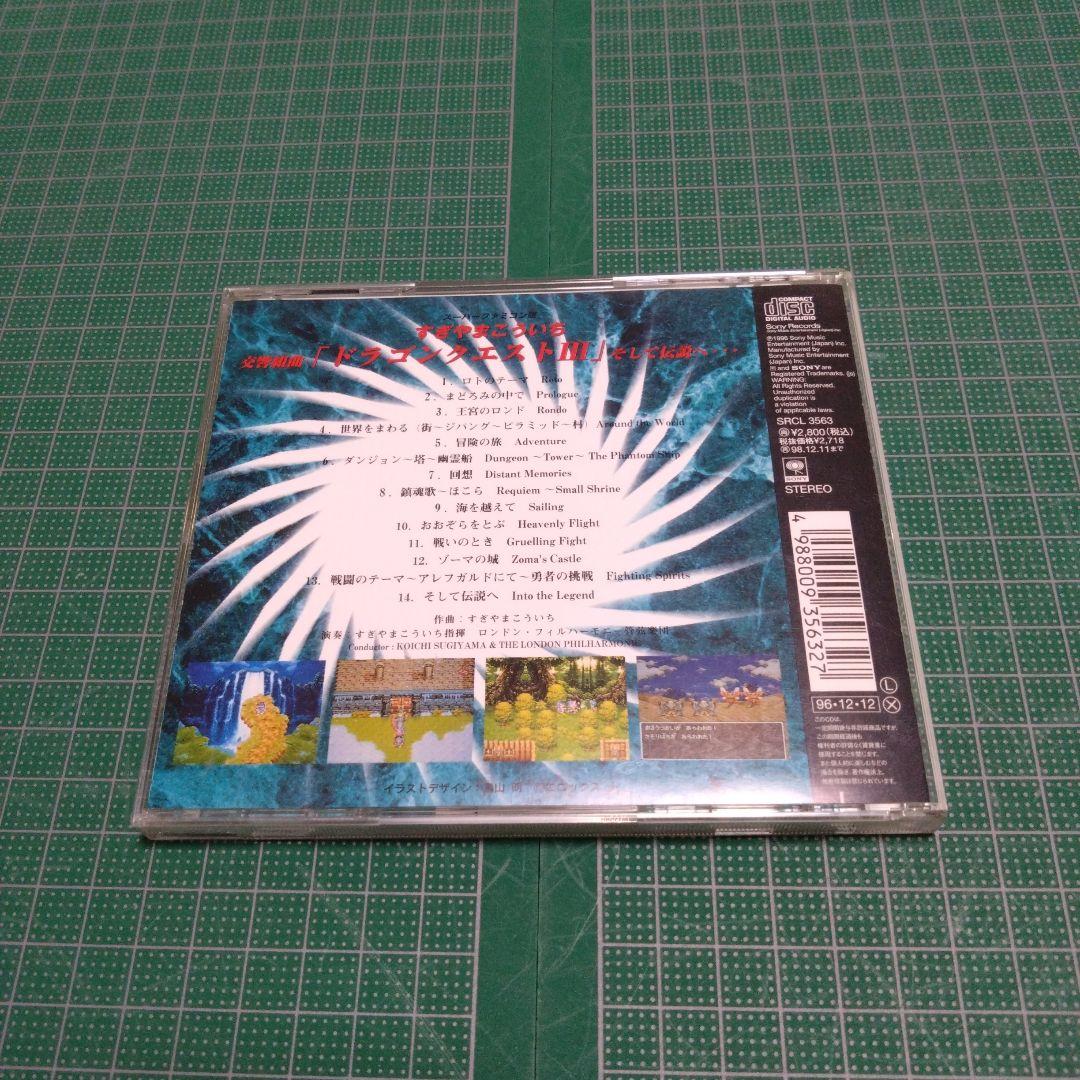 スーパーファミコン版
すぎやまこういち
交響組曲「ドラゴンクエストIII」そして伝説へ・・・
1. ロトのテーマ Roto
2. まどろみの中で Prologue
3. 王宮のロンド Rondo
4. 世界をまわる（街～ジパング～ピラミッド～村） Around the World
5. 冒険の旅 Adventure
6. ダンジョン～塔～幽霊船 Dungeon ～Tower～ The Phantom Ship
7. 回想 Distant Memories
8. 鎮魂歌～ほこら Requiem ～Small Shrine
9. 海を越えて Sailing
10. おおぞらをとぶ Heavenly Flight
11. 戦いのとき Gruelling Fight
12. ゾーマの城 Zoma's Castle
13. 戦闘のテーマ～アレフガルドにて～勇者の挑戦 Fighting Spirits
14. そして伝説へ Into the Legend
作曲：すぎやまこういち
演奏：すぎやまこういち指揮 ロンドン・フィルハーモニー管弦楽団
Conductor : KOICHI SUGIYAMA & THE LONDON PHILHARMONIC
イラストデザイン：鳥山 明
COMPACT
disc
DIGITAL AUDIO
Sony Records
Ⓟ1996 Sony Music
Entertainment (Japan) Inc.
Manufactured by
Sony Music Entertainment
(Japan) Inc.
and SONY are
Registered Trademarks.
WARNING:
All Rights Reserved.
Unauthorized
duplication is
a violation
of applicable laws.
SRCL 3563
¥2,800(税込)
税抜価格¥2,718
98.12.11まで
SONY
STEREO
4 988009 356327
96・12・12
L
X
このCDは、